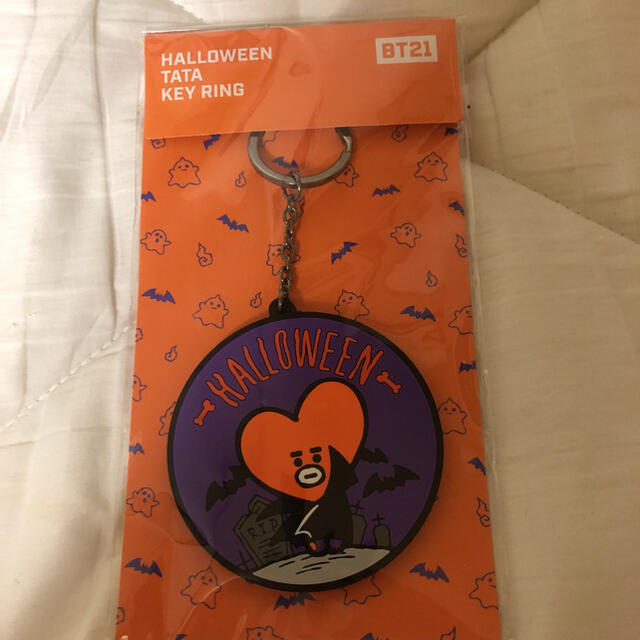 HALLOWEEN
TATA
KEY RING
BT21
HALLOWEEN
R.I.P